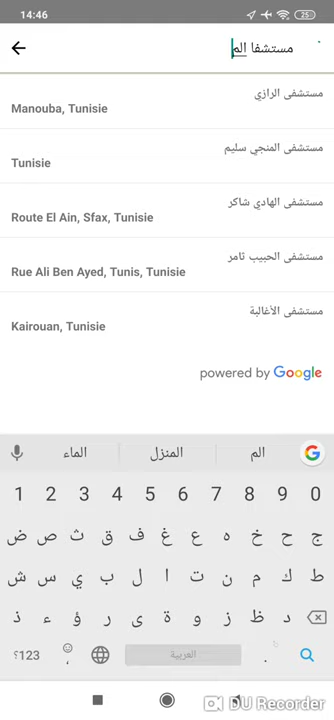 14:46
25
مستشفا الم
مستشفى الرازي
Manouba, Tunisie
مستشفى المنجي سليم
Tunisie
مستشفى الهادي شاكر
Route El Ain, Sfax, Tunisie
مستشفى الحبيب ثامر
Rue Ali Ben Ayed, Tunis, Tunisie
مستشفى الأغالبة
Kairouan, Tunisie
powered by Google
الماء المنزل الم G
1 2 3 4 5 6 7 8 9 0
ض ص ث ق ف غ ع ه خ ح ج
ش س ي ب ل ا ت ن م ك ط
ذ ء ؤ ر ى ة و ز ظ د
؟123 ، العربية .
DU Recorder